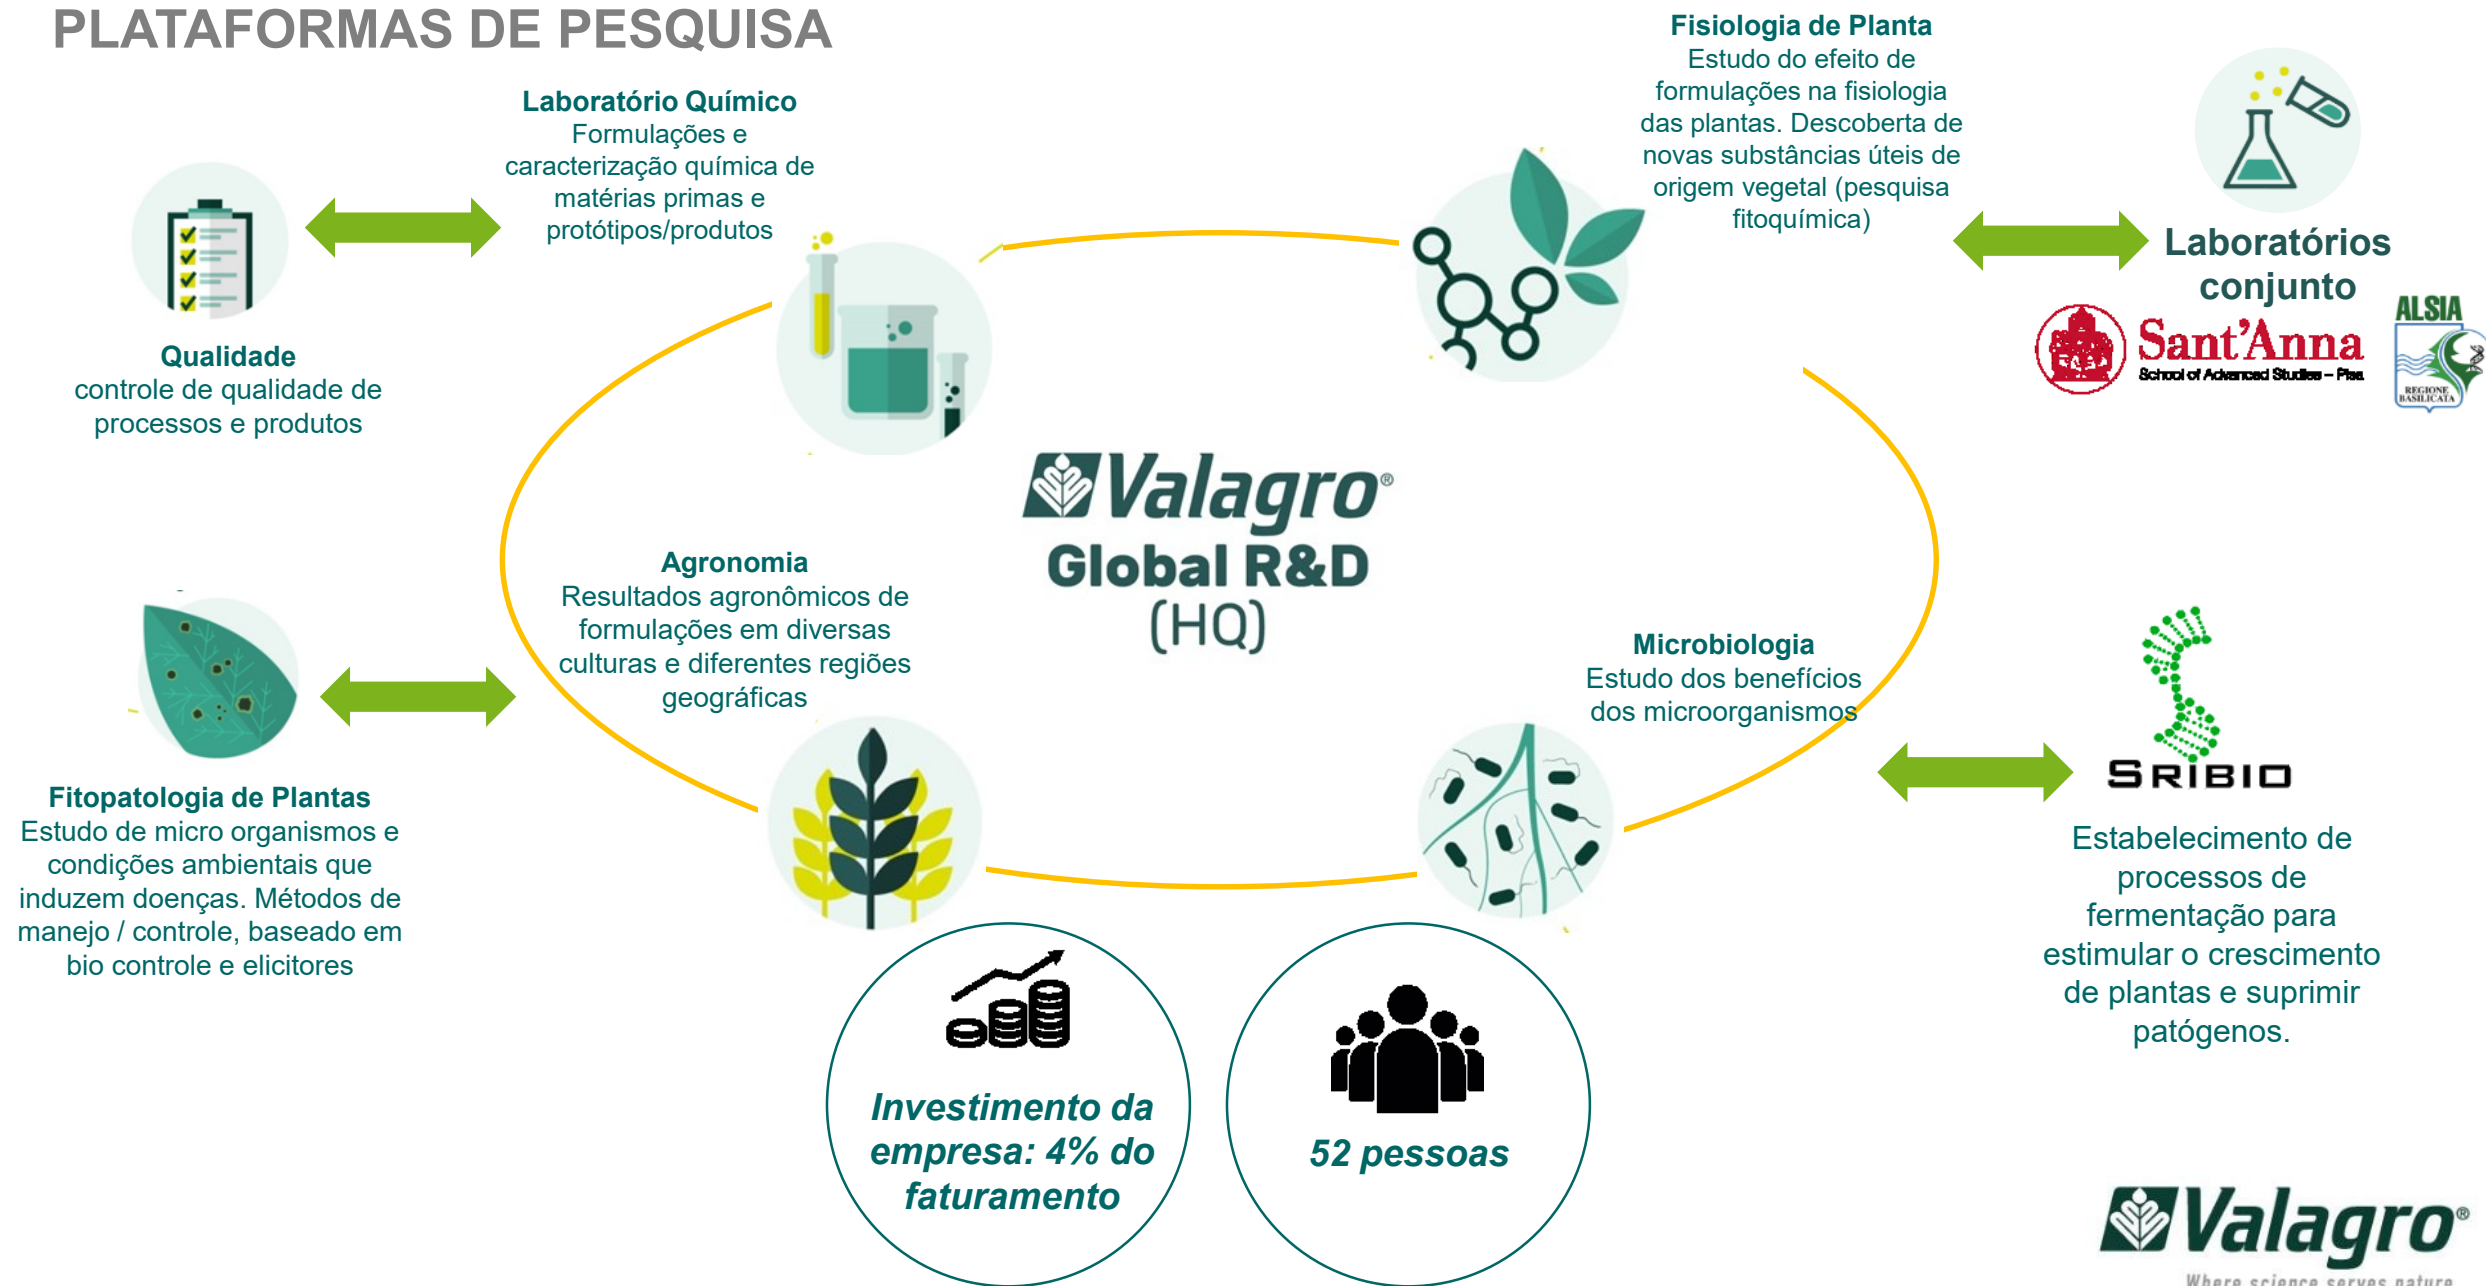 PLATAFORMAS DE PESQUISA
Laboratório Químico
Formulações e
caracterização química de
matérias primas e
protótipos/produtos
Fisiologia de Planta
Estudo do efeito de
formulações na fisiologia
das plantas. Descoberta de
novas substâncias úteis de
origem vegetal (pesquisa
fitoquímica)
Laboratórios
conjunto
Sant'Anna
School of Advanced Studies – Pisa
ALSIA
REGIONE
BASILICATA
Qualidade
controle de qualidade de
processos e produtos
Valagro®
Global R&D
(HQ)
Agronomia
Resultados agronômicos de
formulações em diversas
culturas e diferentes regiões
geográficas
Microbiologia
Estudo dos benefícios
dos microorganismos
SRIBIO
Estabelecimento de
processos de
fermentação para
estimular o crescimento
de plantas e suprimir
patógenos.
Fitopatologia de Plantas
Estudo de micro organismos e
condições ambientais que
induzem doenças. Métodos de
manejo / controle, baseado em
bio controle e elicitores
Investimento da
empresa: 4% do
faturamento
52 pessoas
Valagro®
Where science serves nature